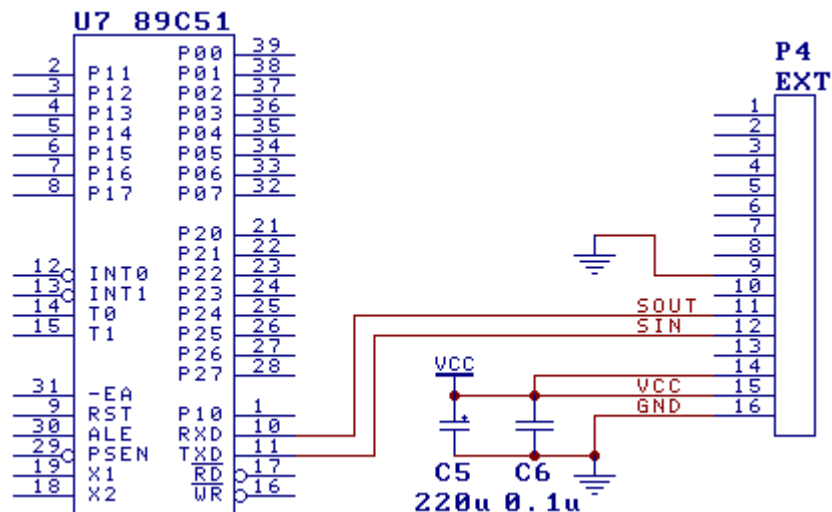 U7 89C51
P00 39
2 P11 P01 38
3 P12 P02 37
4 P13 P03 36
5 P14 P04 35
6 P15 P05 34
7 P16 P06 33
8 P17 P07 32
P20 21
P21 22
12 INT0 P22 23
13 INT1 P23 24
14 T0 P24 25
15 T1 P25 26
P26 27
P27 28
31 -EA
9 RST P10 1
30 ALE RXD 10
29 PSEN TXD 11
19 X1 RD 17
18 X2 WR 16
P4
EXT
1
2
3
4
5
6
7
8
9
10
SOUT 11
SIN 12
13
14
VCC
VCC 15
GND 16
+
C5 C6
220u 0.1u